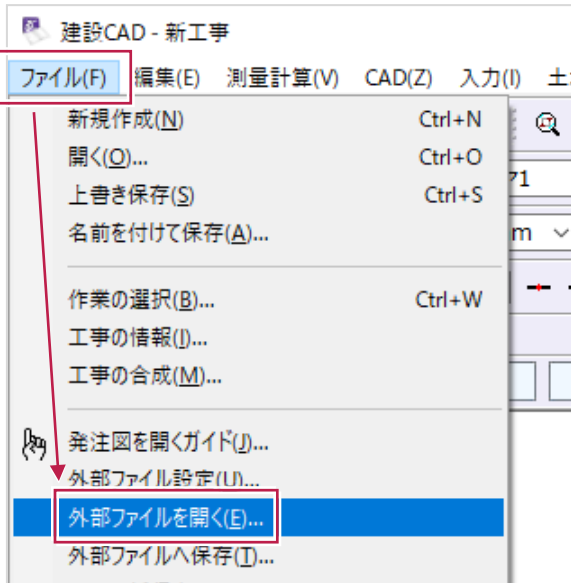 建設CAD - 新工事
ファイル(F) 編集(E) 測量計算(V) CAD(Z) 入力(I)
新規作成(N) Ctrl+N
開く(O)... Ctrl+O
上書き保存(S) Ctrl+S
71
名前を付けて保存(A)...
m
作業の選択(B)... Ctrl+W
工事の情報(I)...
工事の合成(M)...
発注図を開くガイド(J)...
外部ファイル設定(U)...
外部ファイルを開く(E)...
外部ファイルへ保存(T)...